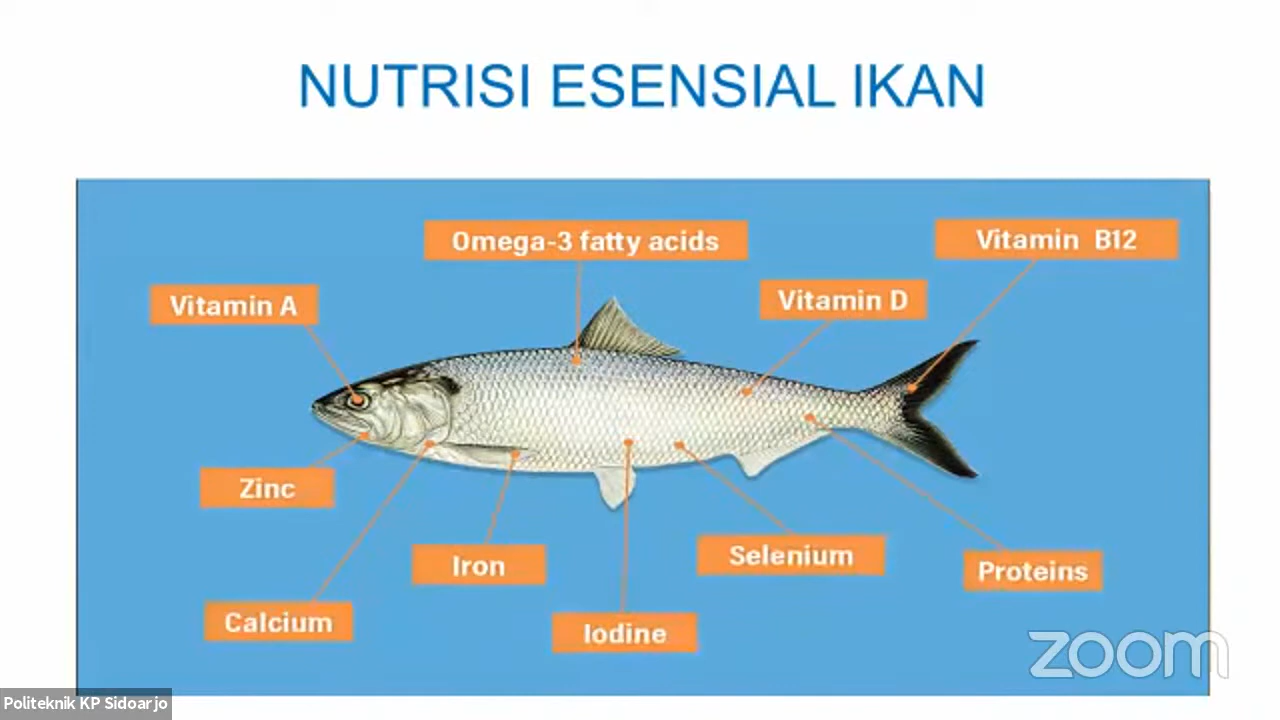 NUTRISI ESENSIAL IKAN
Omega-3 fatty acids
Vitamin B12
Vitamin A
Vitamin D
Zinc
Iron
Selenium
Proteins
Calcium
Iodine
zoom
Politeknik KP Sidoarjo